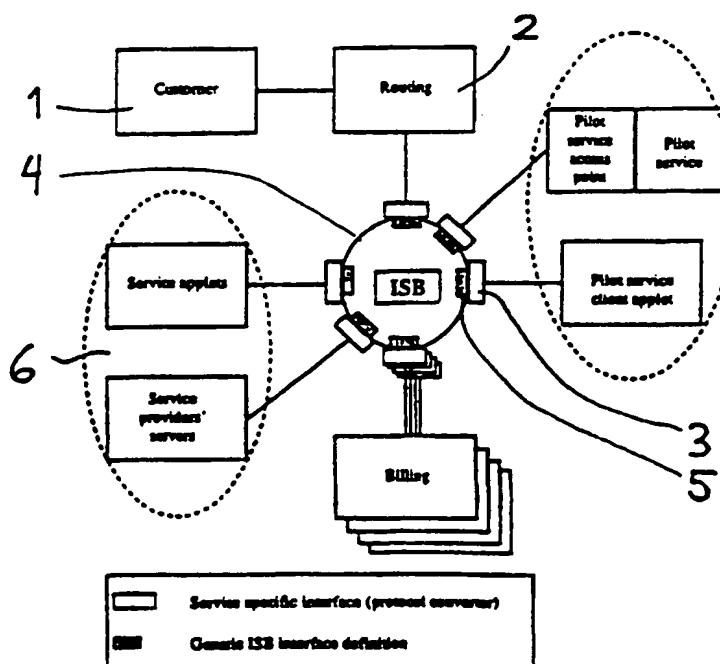 2
1
Customer
Routing
Pilot
service
access
point
Pilot
service
4
Service applets
ISB
Pilot service
client applet
6
Service
providers'
servers
3
5
Billing
Service specific interface (protocol converter)
Generic ISB interface definition